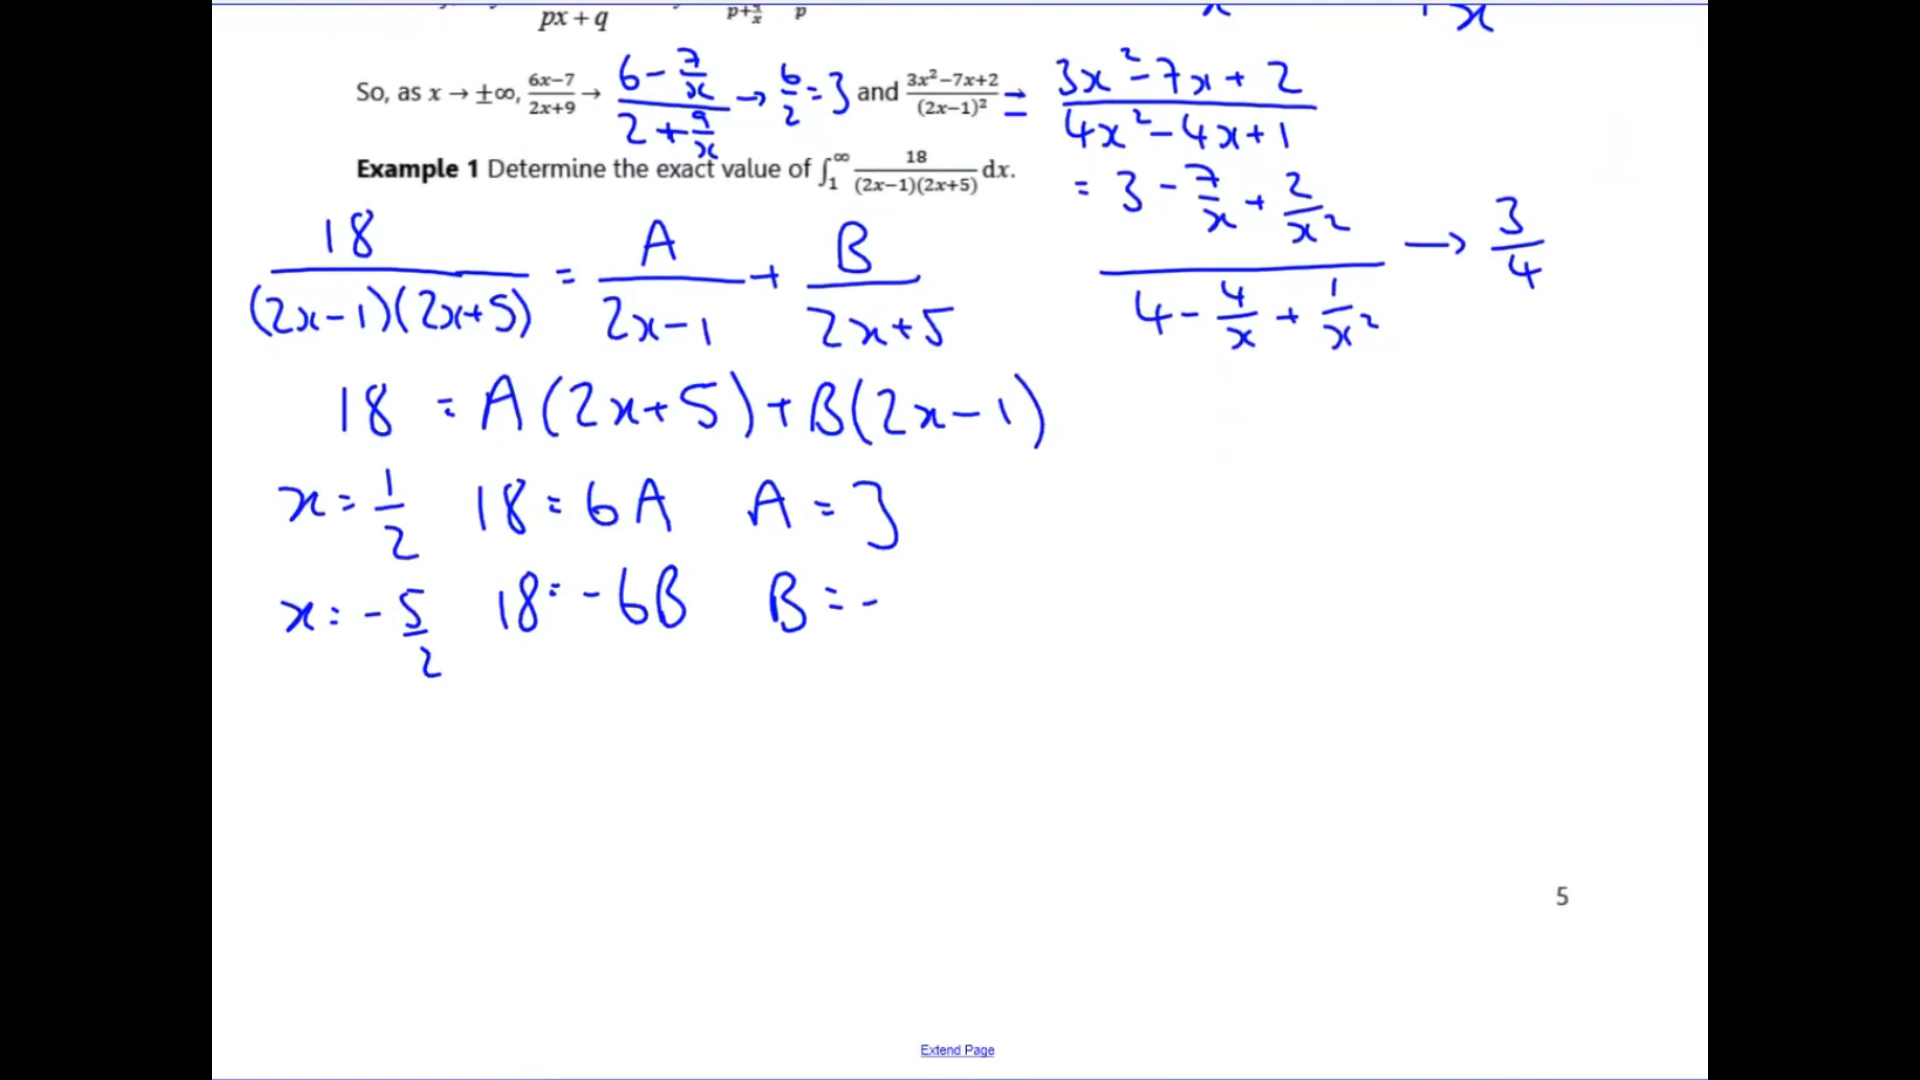 px + q
So, as x → ±∞, (6x−7)/(2x+9) → (6 − 7/x)/(2 + 9/x) → 6/2 = 3 and (3x²−7x+2)/(2x−1)² → = (3x² − 7x + 2)/(4x² − 4x + 1)
= (3 − 7/x + 2/x²)/(4 − 4/x + 1/x²) → 3/4
Example 1 Determine the exact value of ∫₁^∞ 18/((2x−1)(2x+5)) dx.
18/((2x−1)(2x+5)) = A/(2x−1) + B/(2x+5)
18 = A(2x+5) + B(2x−1)
x = 1/2 18 = 6A A = 3
x = −5/2 18 = −6B B = −
5
Extend Page